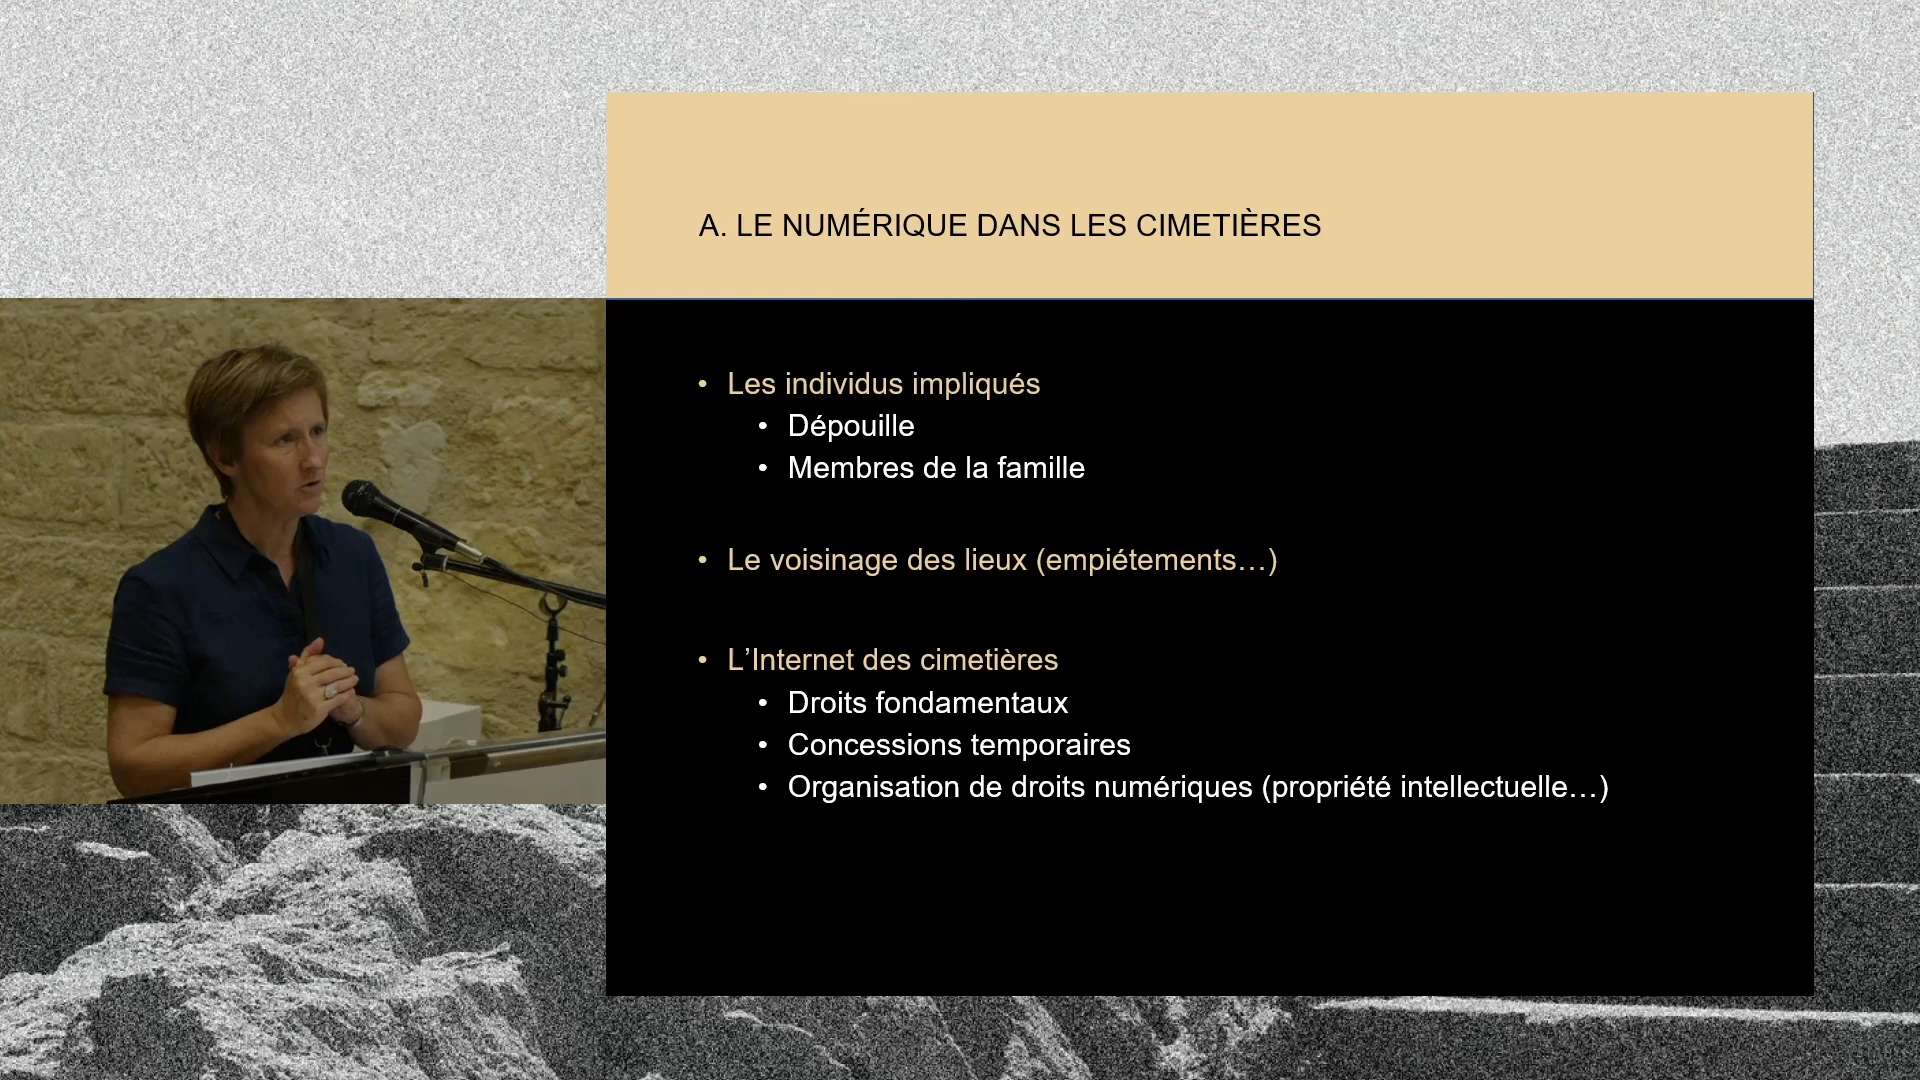 A. LE NUMÉRIQUE DANS LES CIMETIÈRES
• Les individus impliqués
• Dépouille
• Membres de la famille
• Le voisinage des lieux (empiétements…)
• L’Internet des cimetières
• Droits fondamentaux
• Concessions temporaires
• Organisation de droits numériques (propriété intellectuelle…)